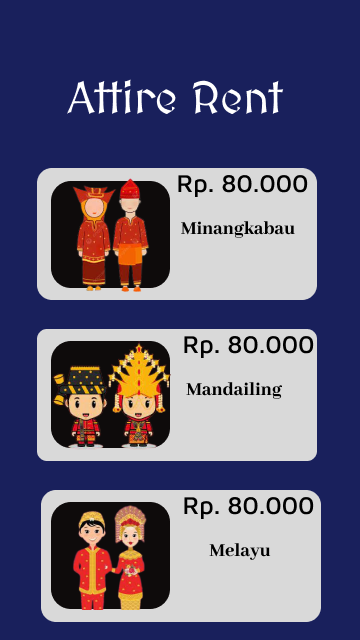 Attire Rent
Rp. 80.000
Minangkabau
Rp. 80.000
Mandailing
Rp. 80.000
Melayu